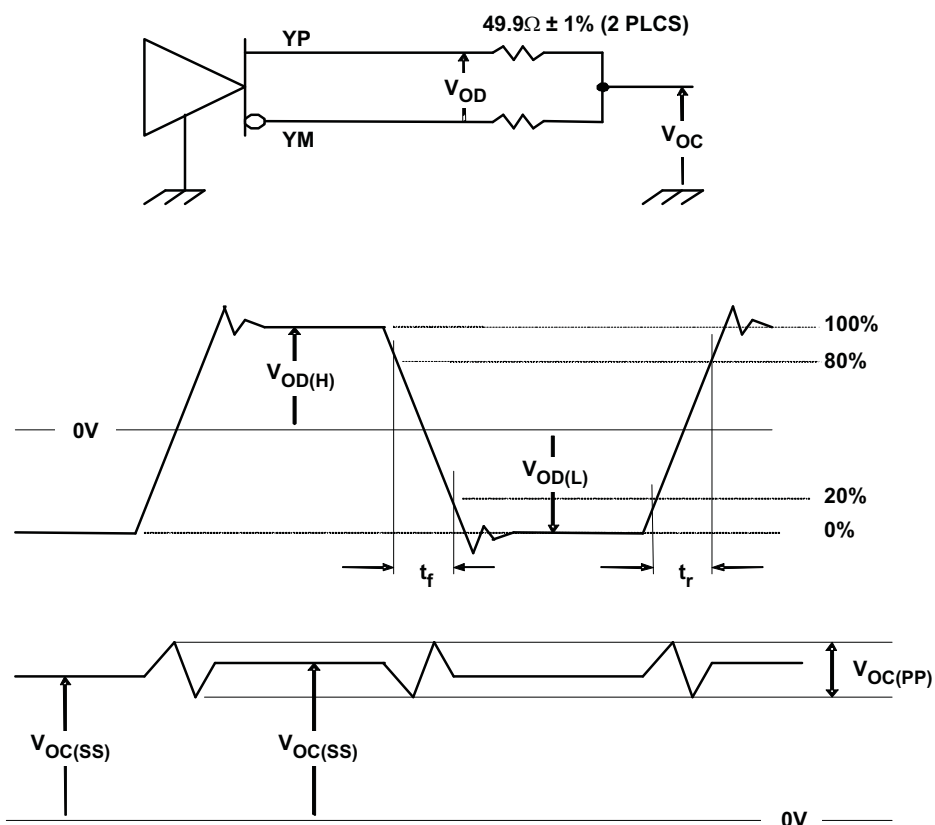 49.9Ω ± 1% (2 PLCS)
YP
VOD
YM
VOC
100%
80%
VOD(H)
0V
VOD(L)
20%
0%
tf
tr
VOC(PP)
VOC(SS)
VOC(SS)
0V